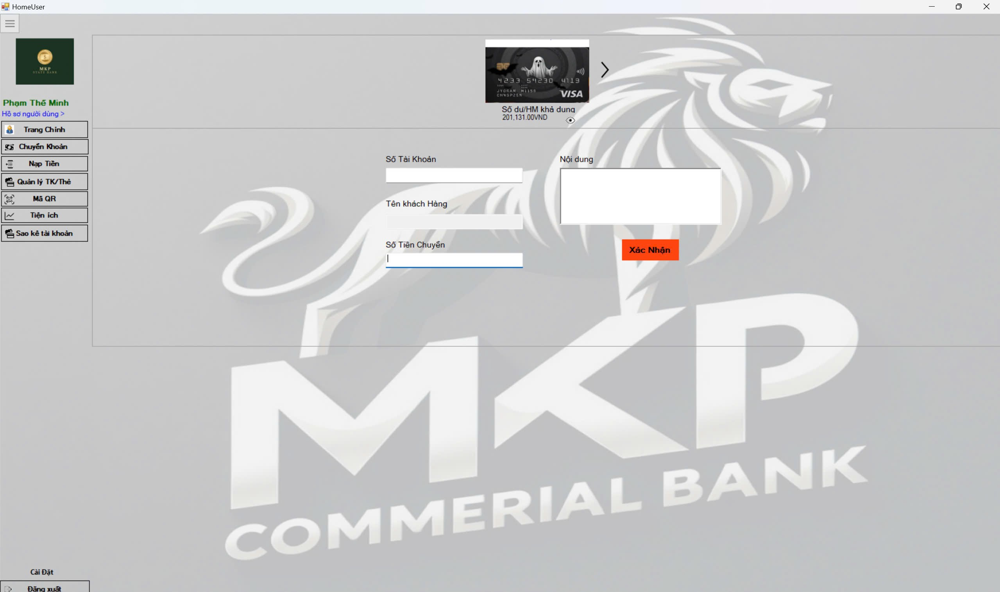 HomeUser
MKP
STATE BANK
Phạm Thế Minh
Hồ sơ người dùng >
Trang Chính
Chuyển Khoản
Nạp Tiền
Quản lý TK/Thẻ
Mã QR
Tiện ích
Sao kê tài khoản
4233 54230 4119
VISA
Số dư/HM khả dụng
201,131.00VND
Số Tài Khoản
Nội dung
Tên khách Hàng
Số Tiền Chuyển
Xác Nhận
MKP
COMMERIAL BANK
Cài Đặt
Đăng xuất